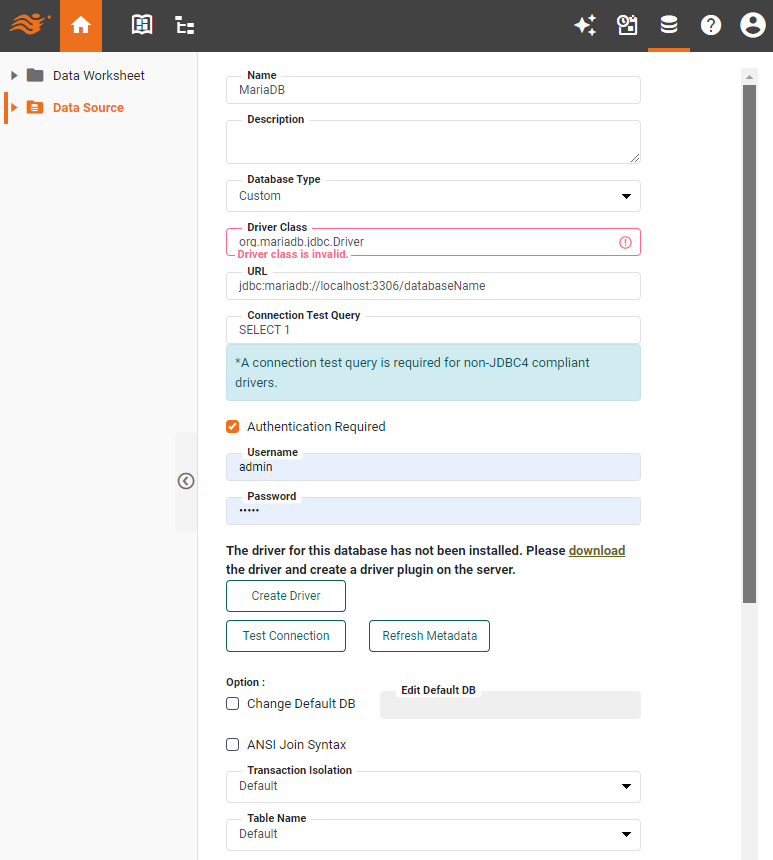 Data Worksheet
Data Source
Name
MariaDB
Description
Database Type
Custom
Driver Class
org.mariadb.jdbc.Driver
Driver class is invalid.
URL
jdbc:mariadb://localhost:3306/databaseName
Connection Test Query
SELECT 1
*A connection test query is required for non-JDBC4 compliant
drivers.
Authentication Required
Username
admin
Password
•••••
The driver for this database has not been installed. Please download
the driver and create a driver plugin on the server.
Create Driver
Test Connection
Refresh Metadata
Option :
Change Default DB
Edit Default DB
ANSI Join Syntax
Transaction Isolation
Default
Table Name
Default